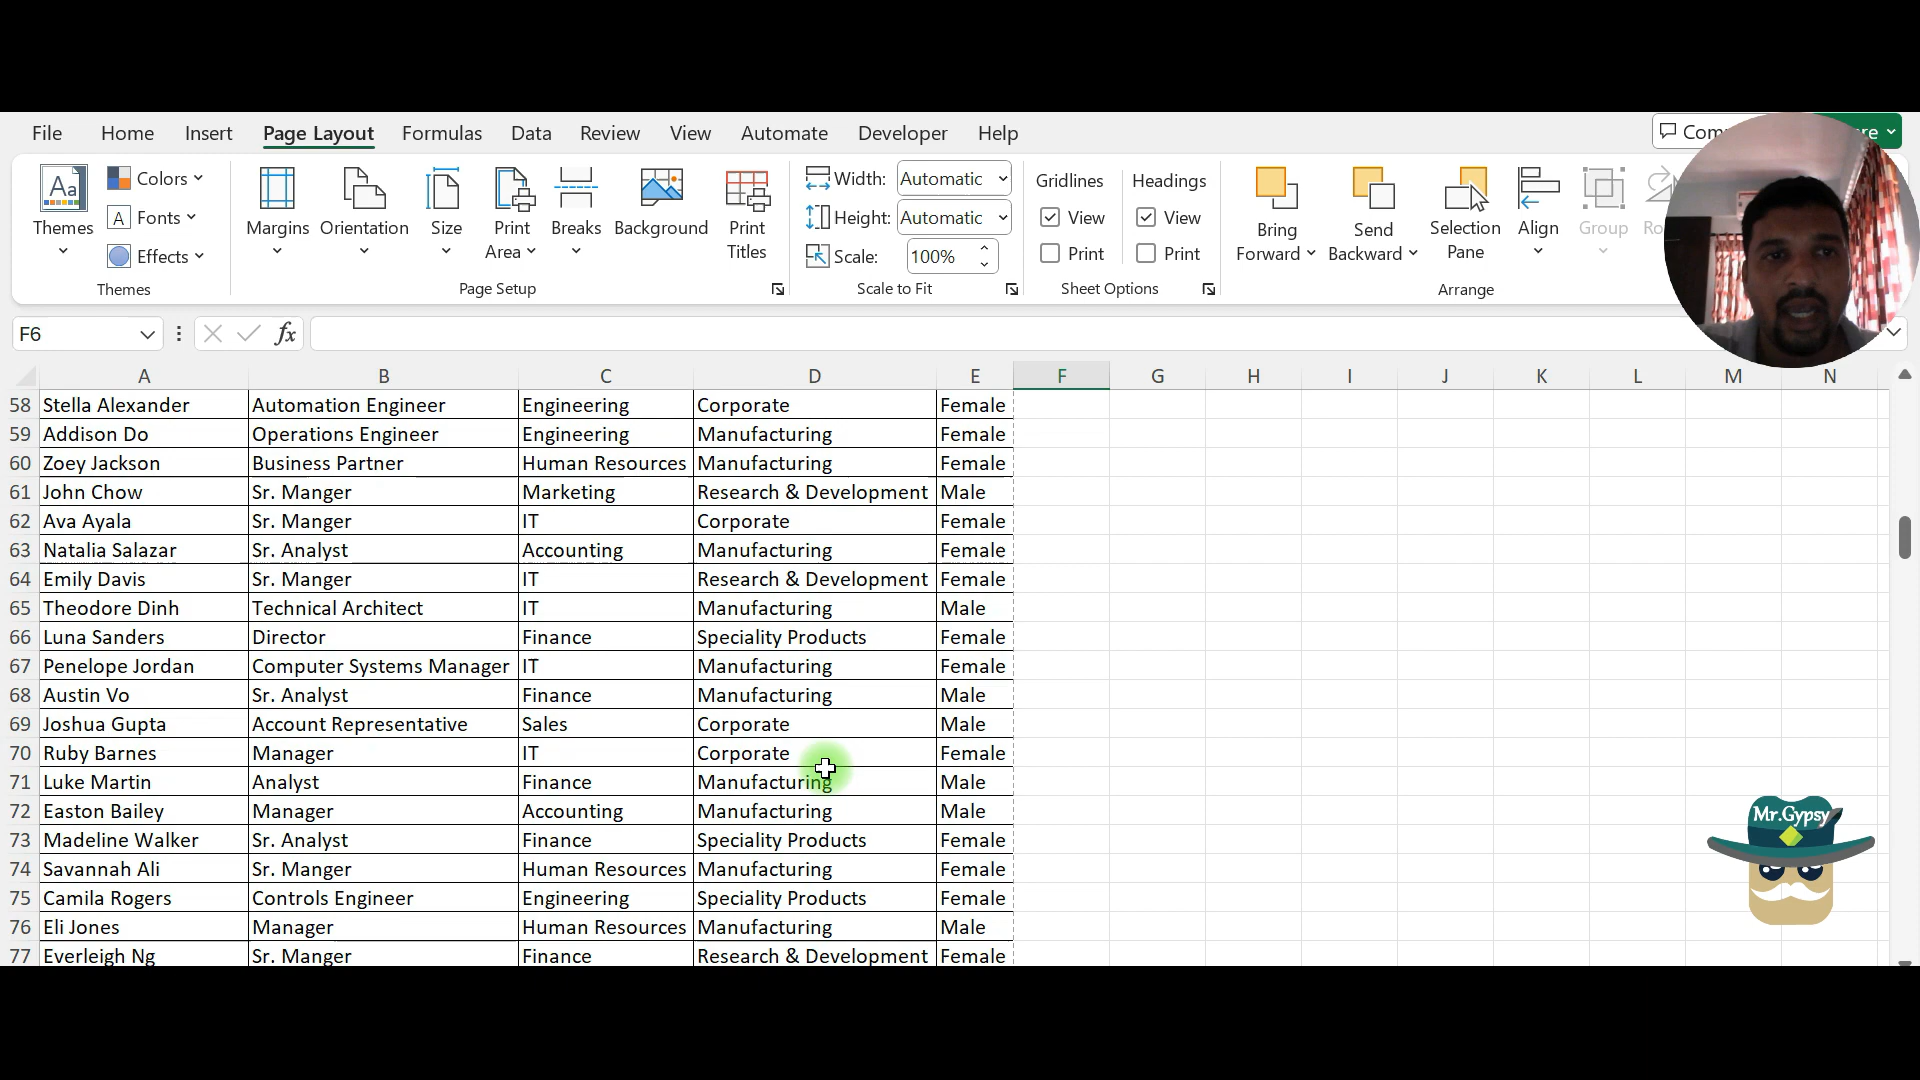 File Home Insert Page Layout Formulas Data Review View Automate Developer Help
Themes
Colors
Fonts
Effects
Themes
Margins
Orientation
Size
Print
Area
Breaks
Background
Print
Titles
Page Setup
Width: Automatic
Height: Automatic
Scale: 100%
Scale to Fit
Gridlines
View
Print
Headings
View
Print
Sheet Options
Bring
Forward
Send
Backward
Selection
Pane
Align
Group
Arrange
F6 fx
A B C D E F G H I J K L M N
58 Stella Alexander Automation Engineer Engineering Corporate Female
59 Addison Do Operations Engineer Engineering Manufacturing Female
60 Zoey Jackson Business Partner Human Resources Manufacturing Female
61 John Chow Sr. Manger Marketing Research & Development Male
62 Ava Ayala Sr. Manger IT Corporate Female
63 Natalia Salazar Sr. Analyst Accounting Manufacturing Female
64 Emily Davis Sr. Manger IT Research & Development Female
65 Theodore Dinh Technical Architect IT Manufacturing Male
66 Luna Sanders Director Finance Speciality Products Female
67 Penelope Jordan Computer Systems Manager IT Manufacturing Female
68 Austin Vo Sr. Analyst Finance Manufacturing Male
69 Joshua Gupta Account Representative Sales Corporate Male
70 Ruby Barnes Manager IT Corporate Female
71 Luke Martin Analyst Finance Manufacturing Male
72 Easton Bailey Manager Accounting Manufacturing Male
73 Madeline Walker Sr. Analyst Finance Speciality Products Female
74 Savannah Ali Sr. Manger Human Resources Manufacturing Female
75 Camila Rogers Controls Engineer Engineering Speciality Products Female
76 Eli Jones Manager Human Resources Manufacturing Male
77 Everleigh Ng Sr. Manger Finance Research & Development Female
Mr.Gypsy